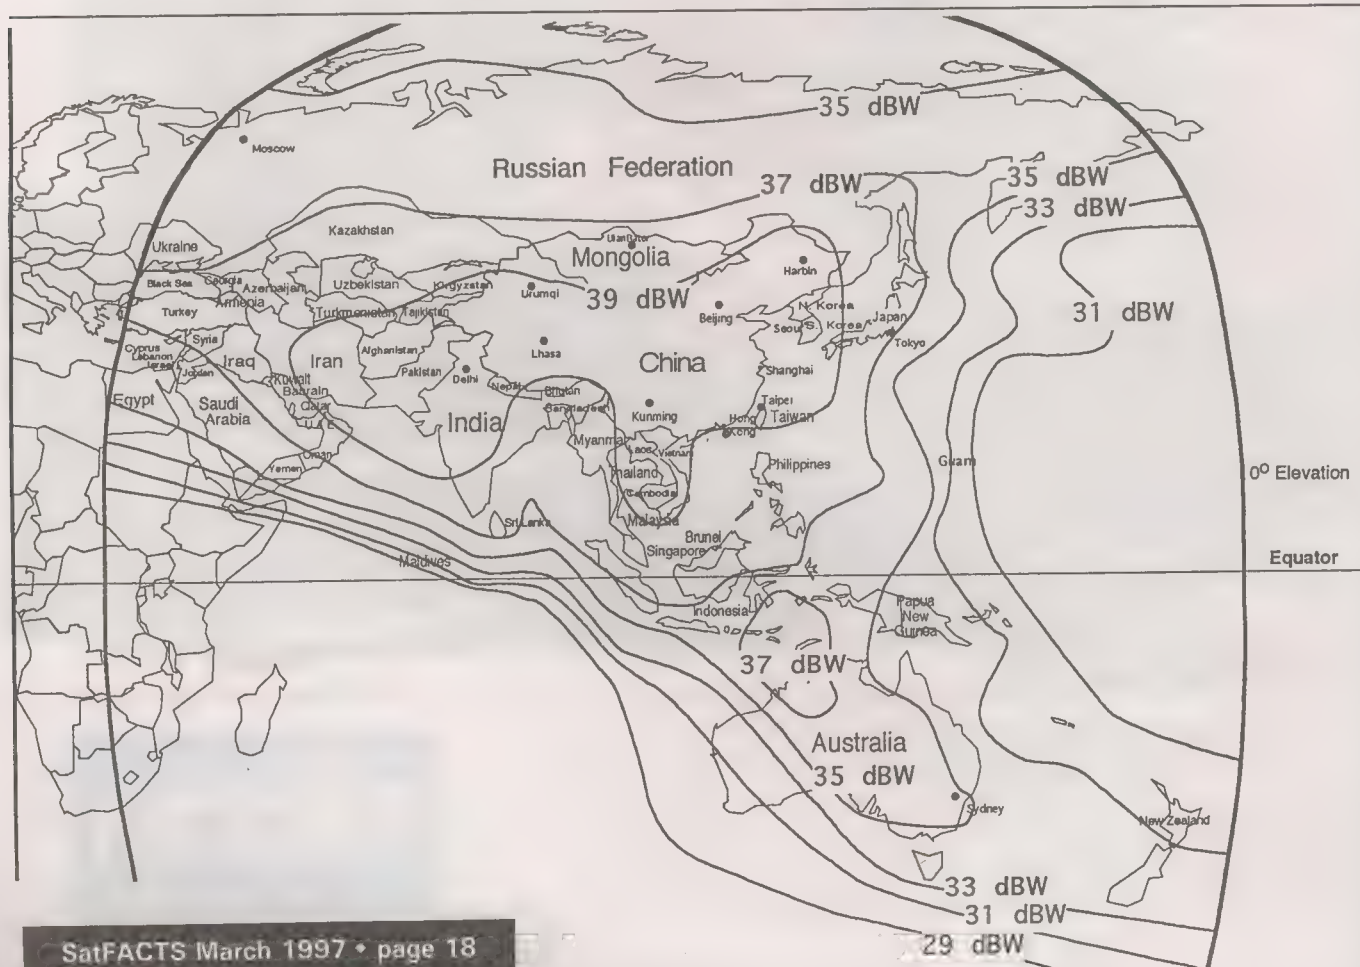 35 dBW
Moscow
Russian Federation
37 dBW
35 dBW
33 dBW
Kazakhstan
Ukraine
Mongolia
Harbin
Black Sea
Georgia
Azerbaijan
Armenia
Uzbekistan
Kyrgyzstan
Urumqi
39 dBW
Beijing
N. Korea
31 dBW
Turkey
Turkmenistan
Tajikistan
Seoul
S. Korea
Japan
Tokyo
Cyprus
Lebanon
Israel
Syria
Iraq
Iran
Afghanistan
Lhasa
China
Jordan
Kuwait
Bahrain
Qatar
U A E
Pakistan
Delhi
Nepal
Bhutan
Bangladesh
Shanghai
Egypt
Saudi
Arabia
India
Kunming
Taipei
Taiwan
Hong
Kong
Myanmar
Laos
Vietnam
Oman
Yemen
Thailand
Cambodia
Philippines
Guam
0° Elevation
Sri Lanka
Malaysia
Brunei
Singapore
Maldives
Equator
Indonesia
Papua
New
Guinea
37 dBW
Australia
35 dBW
Sydney
New Zealand
33 dBW
31 dBW
29 dBW
SatFACTS March 1997 • page 18